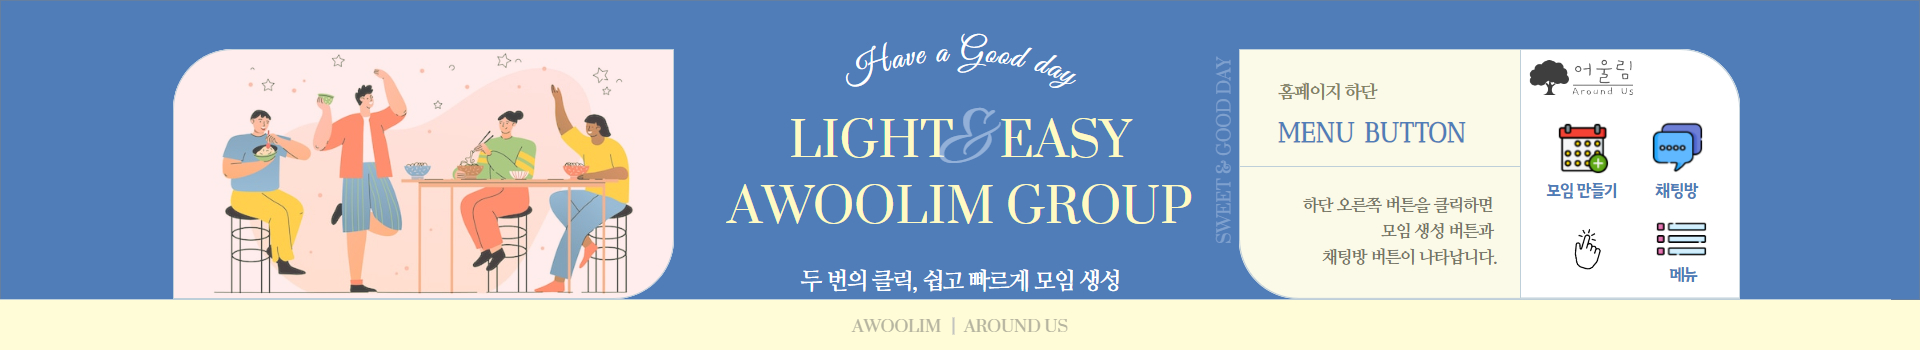 Have a Good day
LIGHT & EASY
AWOOLIM GROUP
두 번의 클릭, 쉽고 빠르게 모임 생성
SWEET & GOOD DAY
홈페이지 하단
MENU BUTTON
하단 오른쪽 버튼을 클릭하면
모임 생성 버튼과
채팅방 버튼이 나타납니다.
어울림
Around Us
모임 만들기
채팅방
메뉴
AWOOLIM | AROUND US